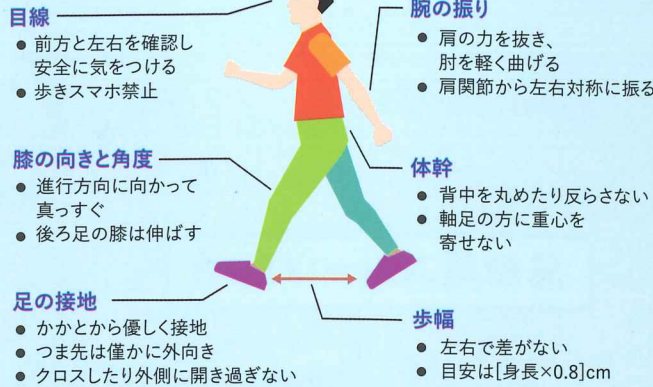 目線
● 前方と左右を確認し
安全に気をつける
● 歩きスマホ禁止
腕の振り
● 肩の力を抜き、
肘を軽く曲げる
● 肩関節から左右対称に振る
膝の向きと角度
● 進行方向に向かって
真っすぐ
● 後ろ足の膝は伸ばす
体幹
● 背中を丸めたり反らさない
● 軸足の方に重心を
寄せない
足の接地
● かかとから優しく接地
● つま先は僅かに外向き
● クロスしたり外側に開き過ぎない
歩幅
● 左右で差がない
● 目安は[身長×0.8]cm